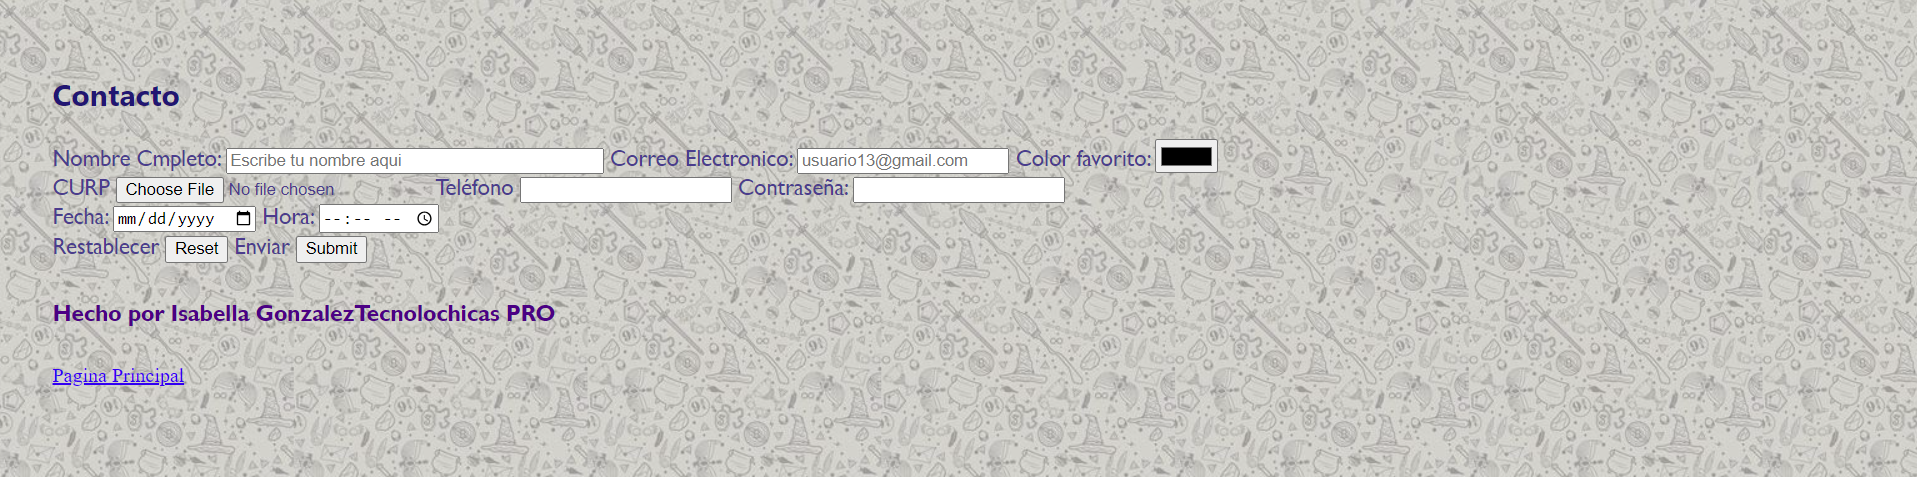 Contacto
Nombre Cmpleto: Escribe tu nombre aqui Correo Electronico: usuario13@gmail.com Color favorito:
CURP Choose File No file chosen Teléfono Contraseña:
Fecha: mm/dd/yyyy Hora: --:-- --
Restablecer Reset Enviar Submit
Hecho por Isabella GonzalezTecnolochicas PRO
Pagina Principal